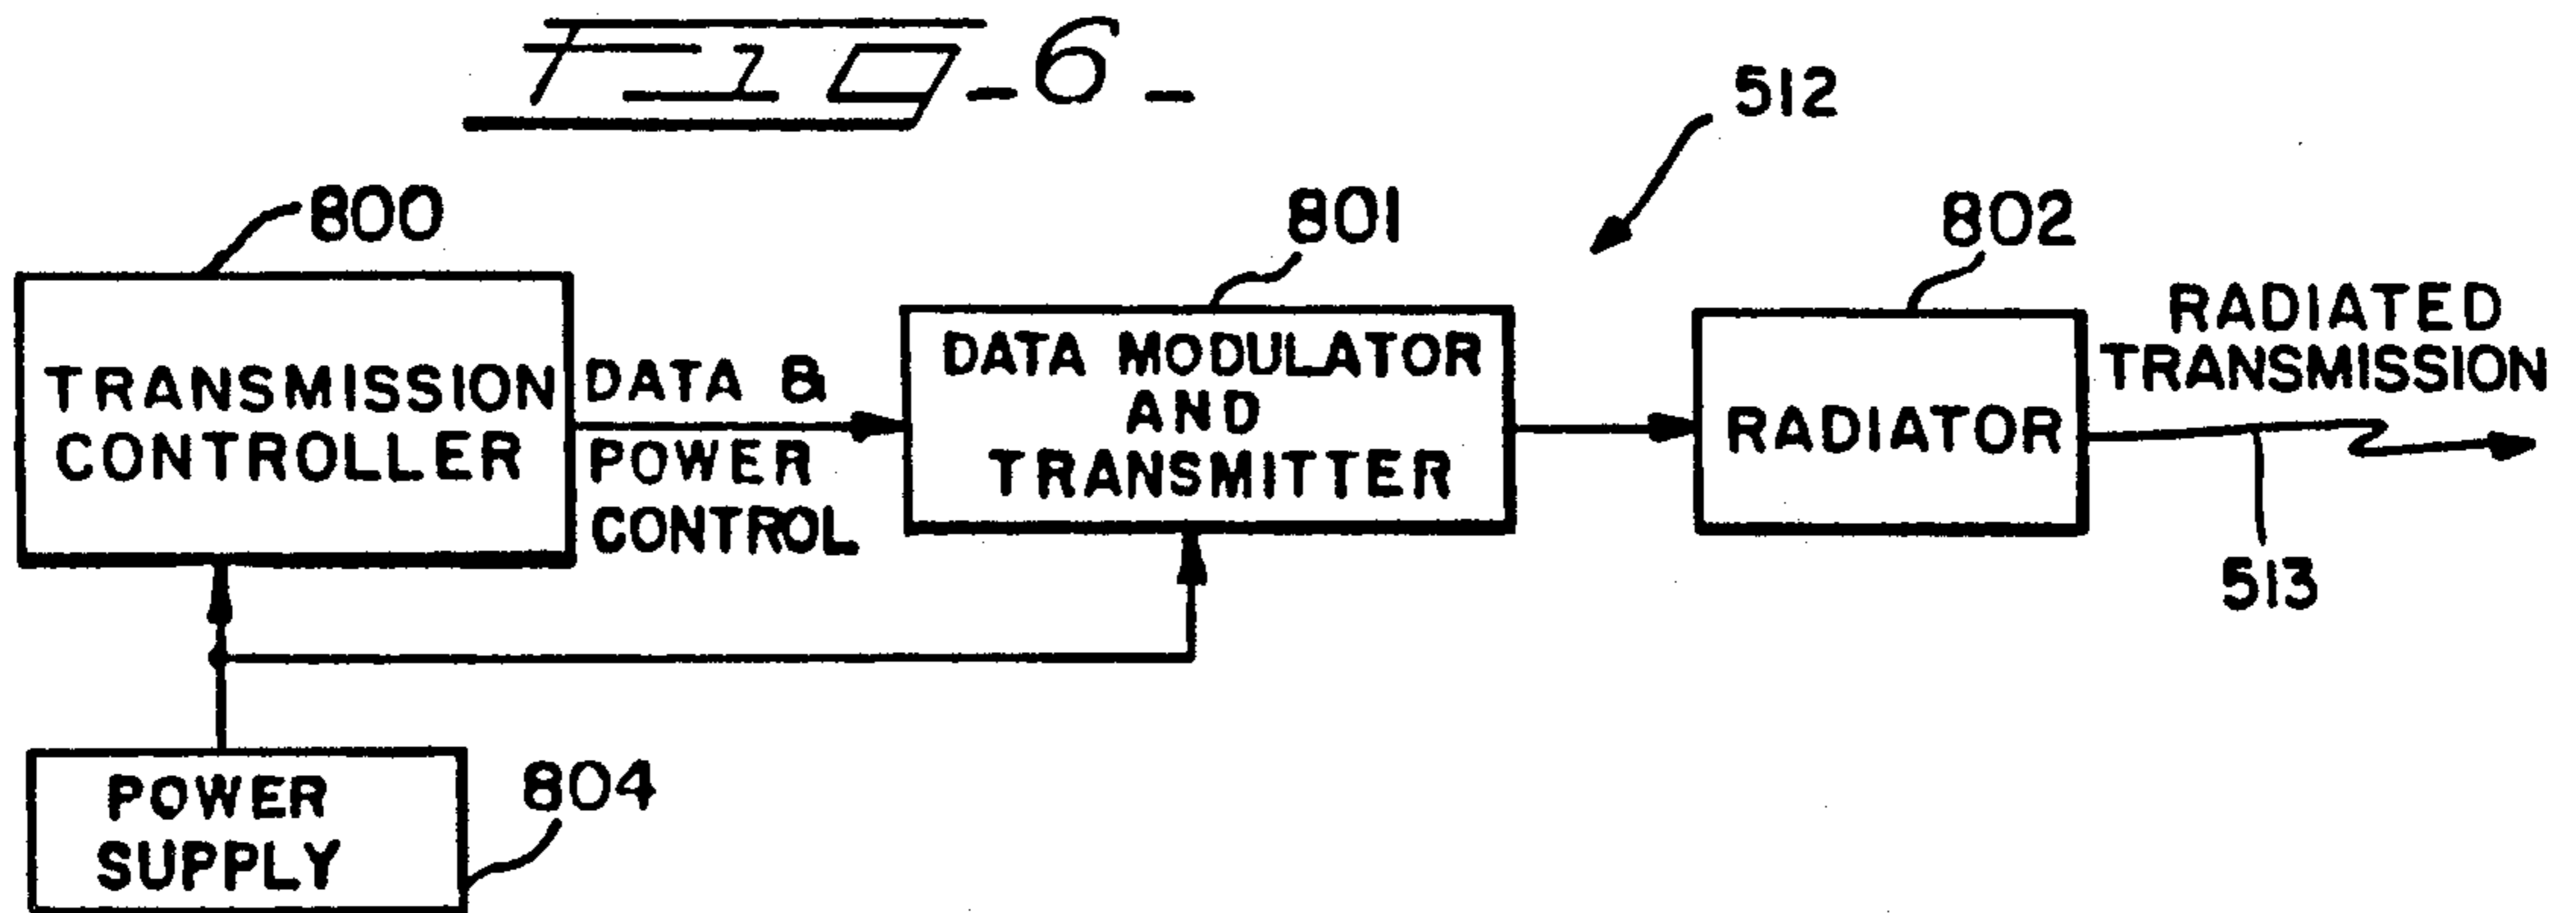 FIG-6-
512
800
801
802
TRANSMISSION
CONTROLLER
DATA &
POWER
CONTROL
DATA MODULATOR
AND
TRANSMITTER
RADIATOR
RADIATED
TRANSMISSION
513
POWER
SUPPLY
804